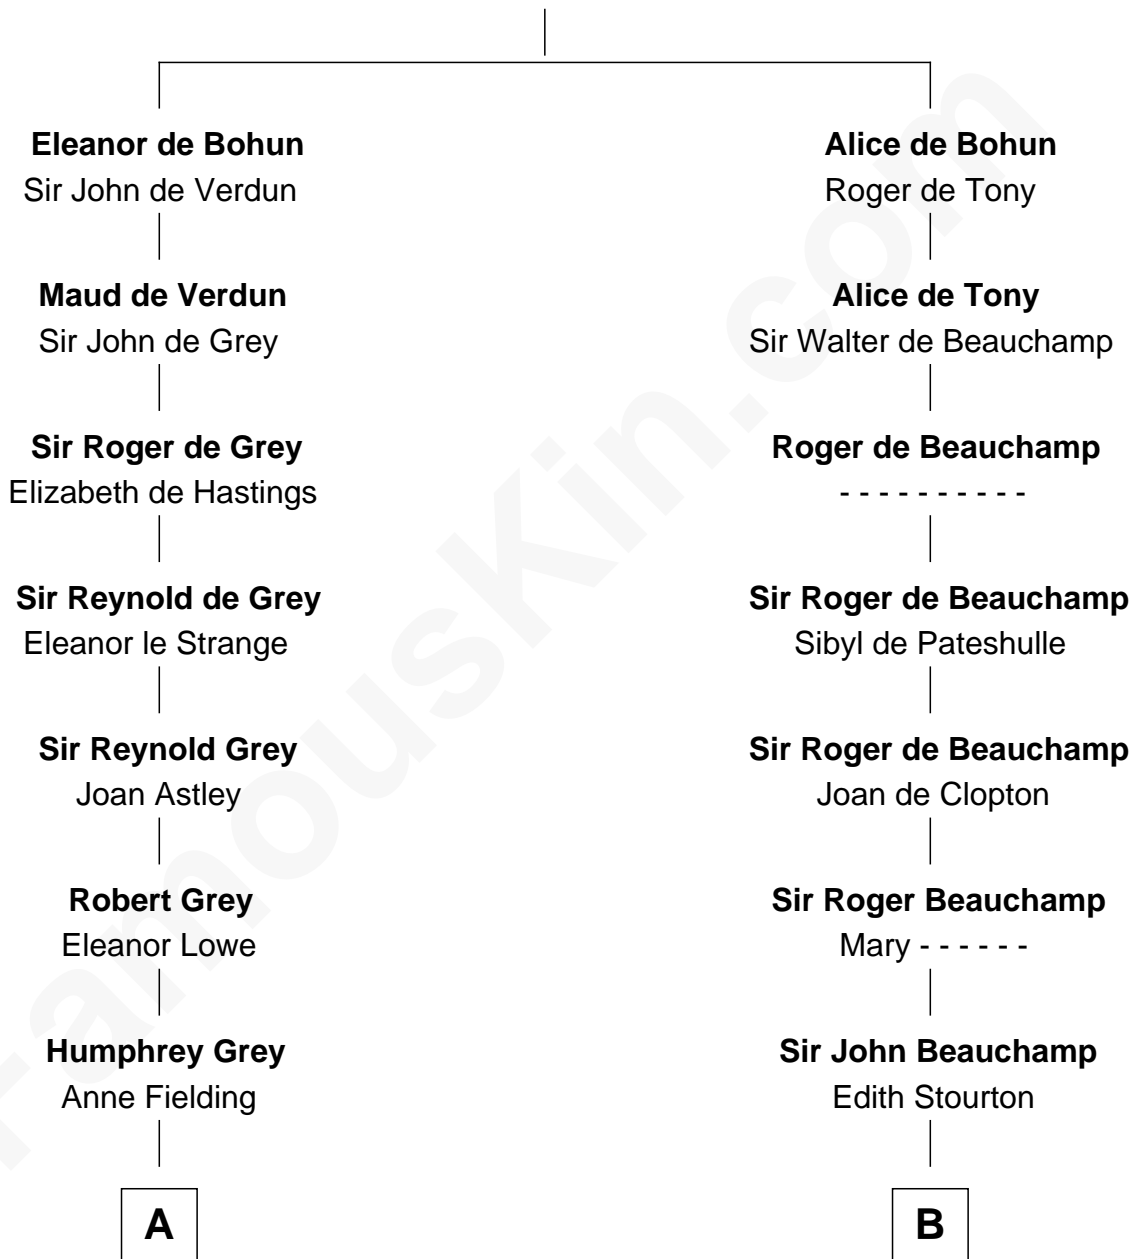 Eleanor de Bohun
Sir John de Verdun
Maud de Verdun
Sir John de Grey
Sir Roger de Grey
Elizabeth de Hastings
Sir Reynold de Grey
Eleanor le Strange
Sir Reynold Grey
Joan Astley
Robert Grey
Eleanor Lowe
Humphrey Grey
Anne Fielding
A
Alice de Bohun
Roger de Tony
Alice de Tony
Sir Walter de Beauchamp
Roger de Beauchamp
- - - - - - - - - -
Sir Roger de Beauchamp
Sibyl de Pateshulle
Sir Roger de Beauchamp
Joan de Clopton
Sir Roger Beauchamp
Mary - - - - - -
Sir John Beauchamp
Edith Stourton
B
FamousKin.com